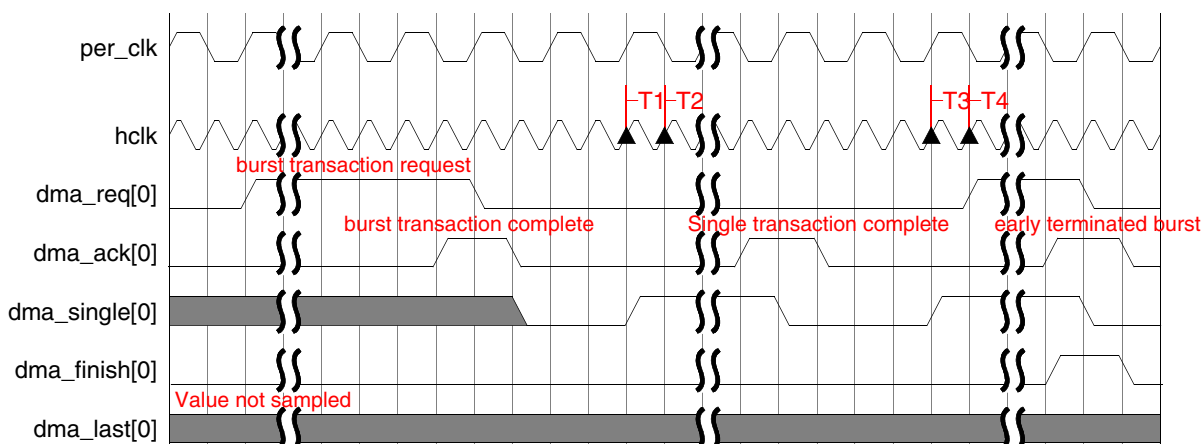 per_clk
T1 T2 T3 T4
hclk
burst transaction request
dma_req[0]
burst transaction complete Single transaction complete early terminated burst
dma_ack[0]
dma_single[0]
dma_finish[0]
Value not sampled
dma_last[0]